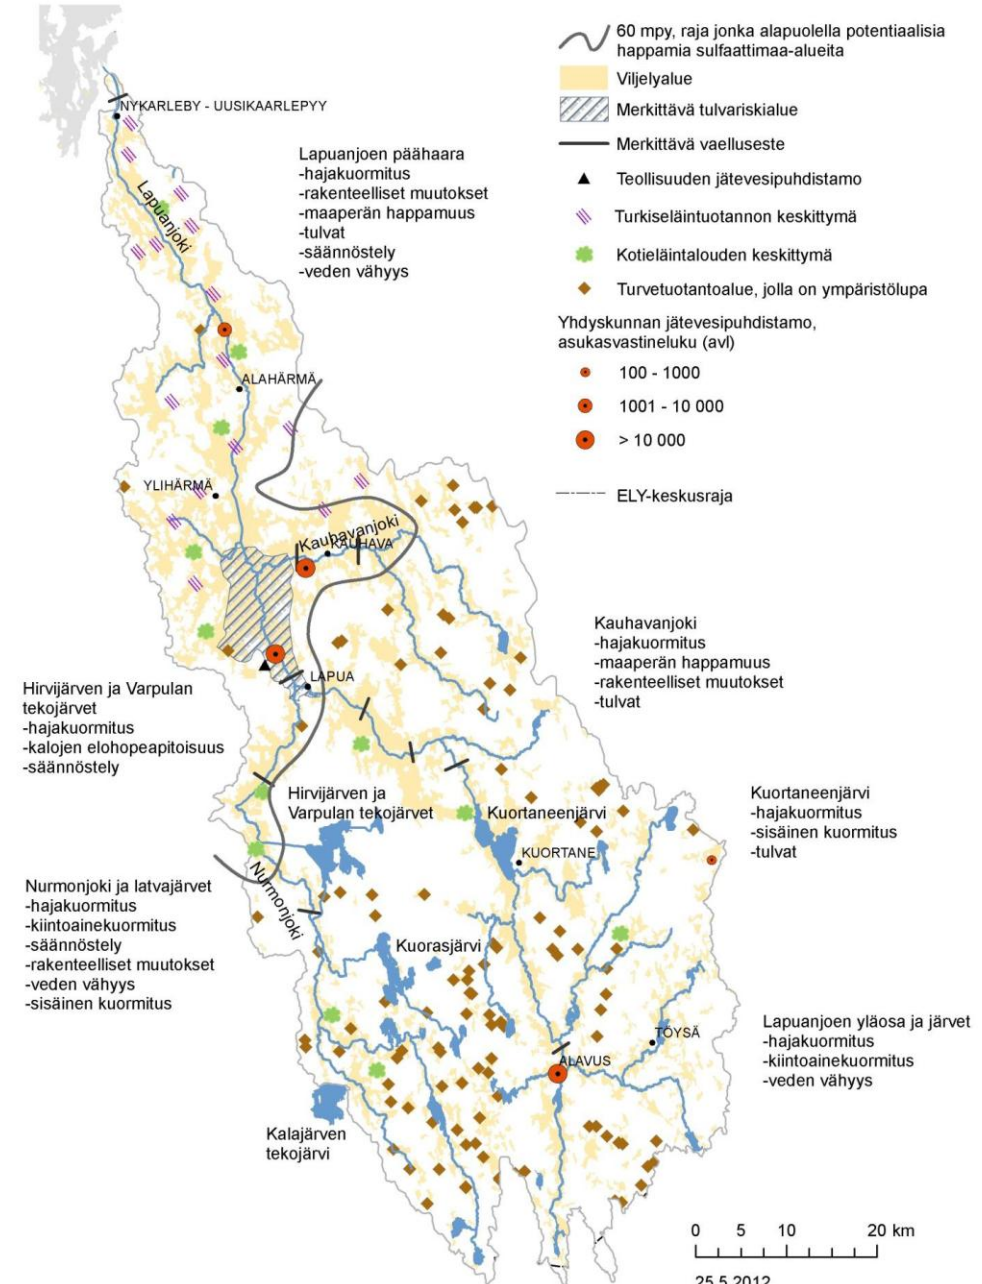 60 mpy, raja jonka alapuolella potentiaalisia
happamia sulfaattimaa-alueita
Viljelyalue
Merkittävä tulvariskialue
Merkittävä vaelluseste
Teollisuuden jätevesipuhdistamo
Turkiseläintuotannon keskittymä
Kotieläintalouden keskittymä
Turvetuotantoalue, jolla on ympäristölupa
Yhdyskunnan jätevesipuhdistamo,
asukasvastineluku (avl)
100 - 1000
1001 - 10 000
> 10 000
ELY-keskusraja
NYKARLEBY - UUSIKAARLEPYY
Lapuanjoki
Lapuanjoen päähaara
-hajakuormitus
-rakenteelliset muutokset
-maaperän happamuus
-tulvat
-säännöstely
-veden vähyys
ALAHÄRMÄ
YLIHÄRMÄ
Kauhavanjoki
KAUHAVA
Kauhavanjoki
-hajakuormitus
-maaperän happamuus
-rakenteelliset muutokset
-tulvat
LAPUA
Hirvijärven ja Varpulan
tekojärvet
-hajakuormitus
-kalojen elohopeapitoisuus
-säännöstely
Hirvijärven ja
Varpulan tekojärvet
Kuortaneenjärvi
KUORTANE
Kuortaneenjärvi
-hajakuormitus
-sisäinen kuormitus
-tulvat
Nurmonjoki
Nurmonjoki ja latvajärvet
-hajakuormitus
-kiintoainekuormitus
-säännöstely
-rakenteelliset muutokset
-veden vähyys
-sisäinen kuormitus
Kuorasjärvi
TÖYSÄ
ALAVUS
Lapuanjoen yläosa ja järvet
-hajakuormitus
-kiintoainekuormitus
-veden vähyys
Kalajärven
tekojärvi
0 5 10 20 km
25.5.2012